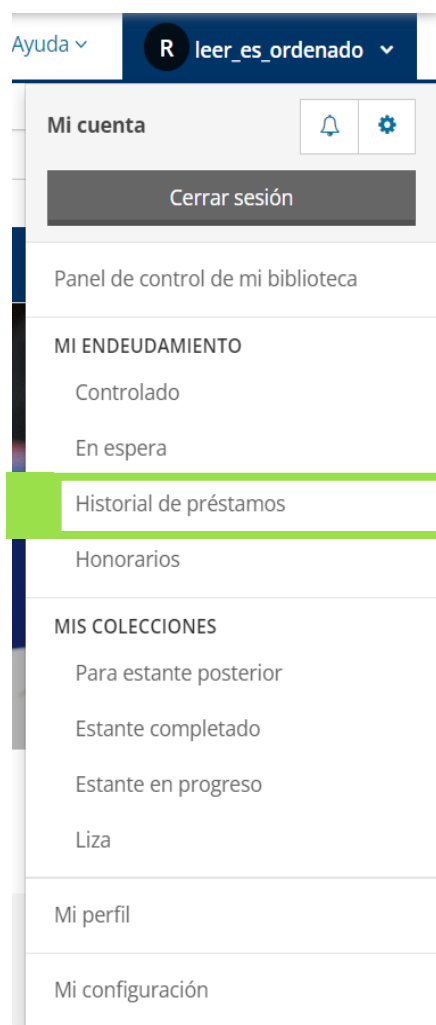 Ayuda
R leer_es_ordenado
Mi cuenta
Cerrar sesión
Panel de control de mi biblioteca
MI ENDEUDAMIENTO
Controlado
En espera
Historial de préstamos
Honorarios
MIS COLECCIONES
Para estante posterior
Estante completado
Estante en progreso
Liza
Mi perfil
Mi configuración